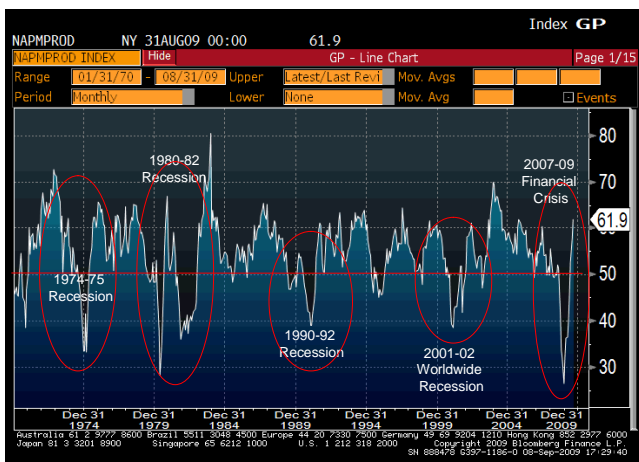 Index GP
NAPMPROD NY 31AUG09 00:00 61.9
NAPMPROD INDEX Hide GP - Line Chart Page 1/15
Range 01/31/70 - 08/31/09 Upper Latest/Last Revi Mov. Avgs
Period Monthly Lower None Mov. Avg Events
80
1980-82
Recession
2007-09
Financial
Crisis
70
61.9
60
50
1974-75
Recession
40
1990-92
Recession
2001-02
Worldwide
Recession
30
Dec 31 Dec 31 Dec 31 Dec 31 Dec 31 Dec 31 Dec 31 Dec 31
1974 1979 1984 1989 1994 1999 2004 2009
Australia 61 2 9777 8600 Brazil 5511 3048 4500 Europe 44 20 7330 7500 Germany 49 69 9204 1210 Hong Kong 852 2977 6000
Japan 81 3 3201 8900 Singapore 65 6212 1000 U.S. 1 212 318 2000 Copyright 2009 Bloomberg Finance L.P.
SN 888478 G397-1186-0 08-Sep-2009 17:29:40